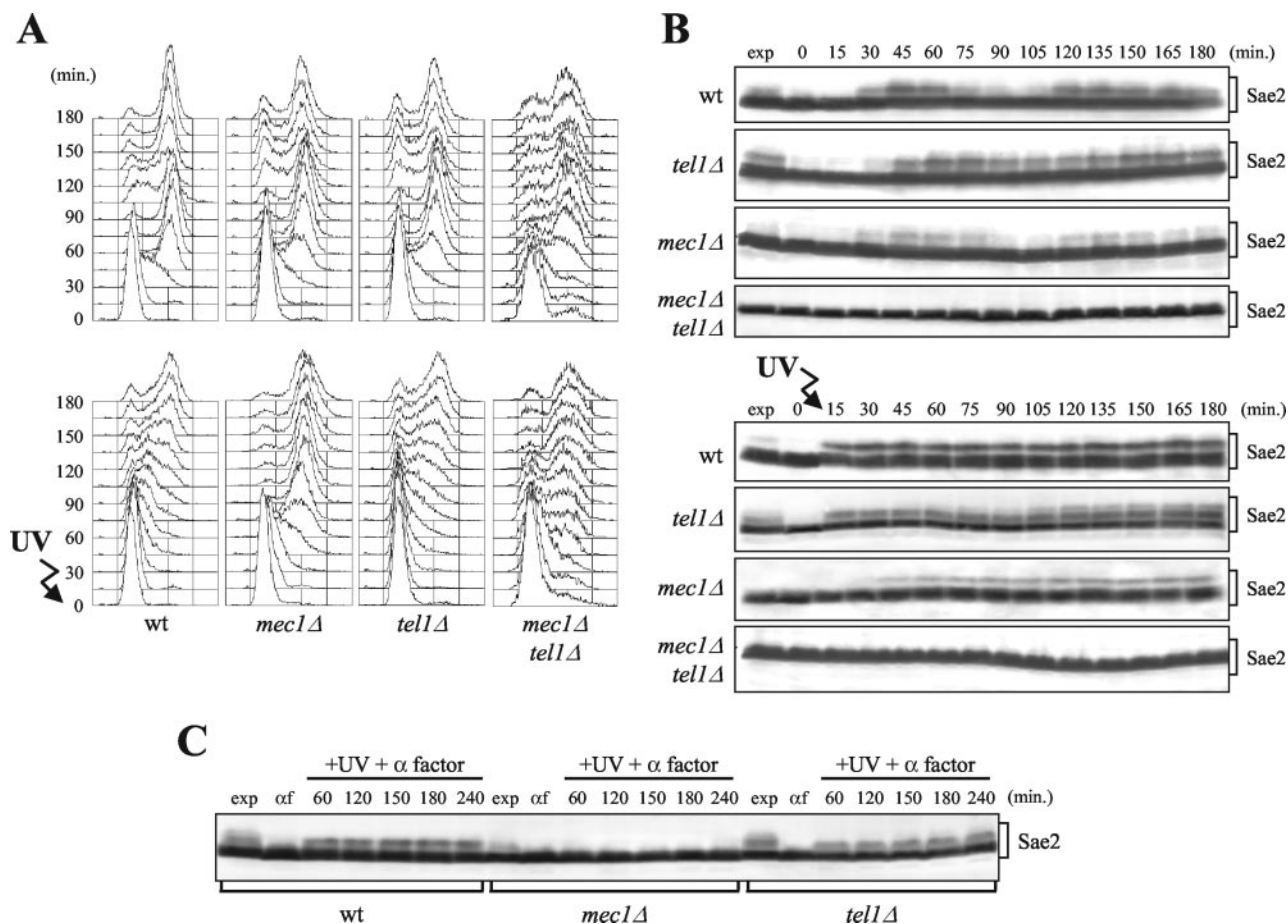 A
(min.)
180
150
120
90
60
30
0
180
150
120
90
60
30
0
UV
wt
mec1Δ
tel1Δ
mec1Δ
tel1Δ
B
exp 0 15 30 45 60 75 90 105 120 135 150 165 180 (min.)
wt Sae2
tel1Δ Sae2
mec1Δ Sae2
mec1Δ
tel1Δ Sae2
UV
exp 0 15 30 45 60 75 90 105 120 135 150 165 180 (min.)
wt Sae2
tel1Δ Sae2
mec1Δ Sae2
mec1Δ
tel1Δ Sae2
C
+UV + α factor +UV + α factor +UV + α factor
exp αf 60 120 150 180 240 exp αf 60 120 150 180 240 exp αf 60 120 150 180 240 (min.)
Sae2
wt mec1Δ tel1Δ